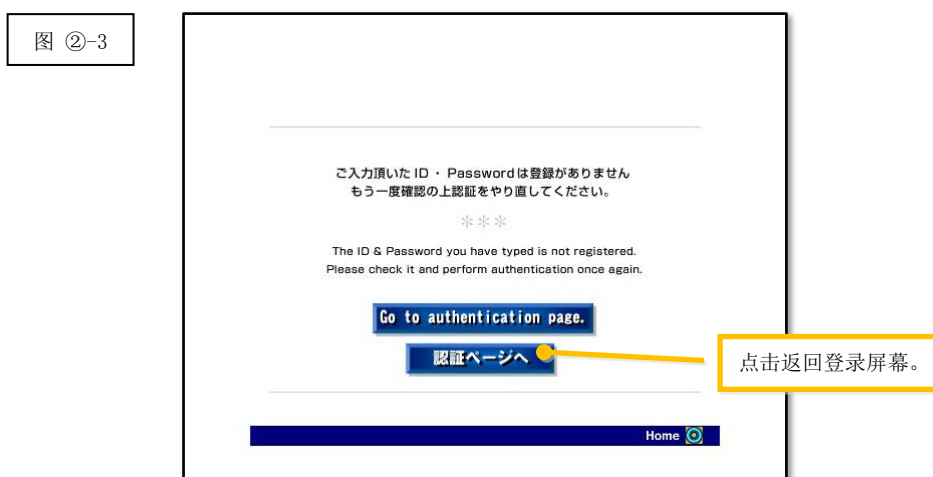 图 ②-3
ご入力頂いた ID ・ Passwordは登録がありません
もう一度確認の上認証をやり直してください。
＊＊＊
The ID & Password you have typed is not registered.
Please check it and perform authentication once again.
Go to authentication page.
認証ページへ
点击返回登录屏幕。
Home